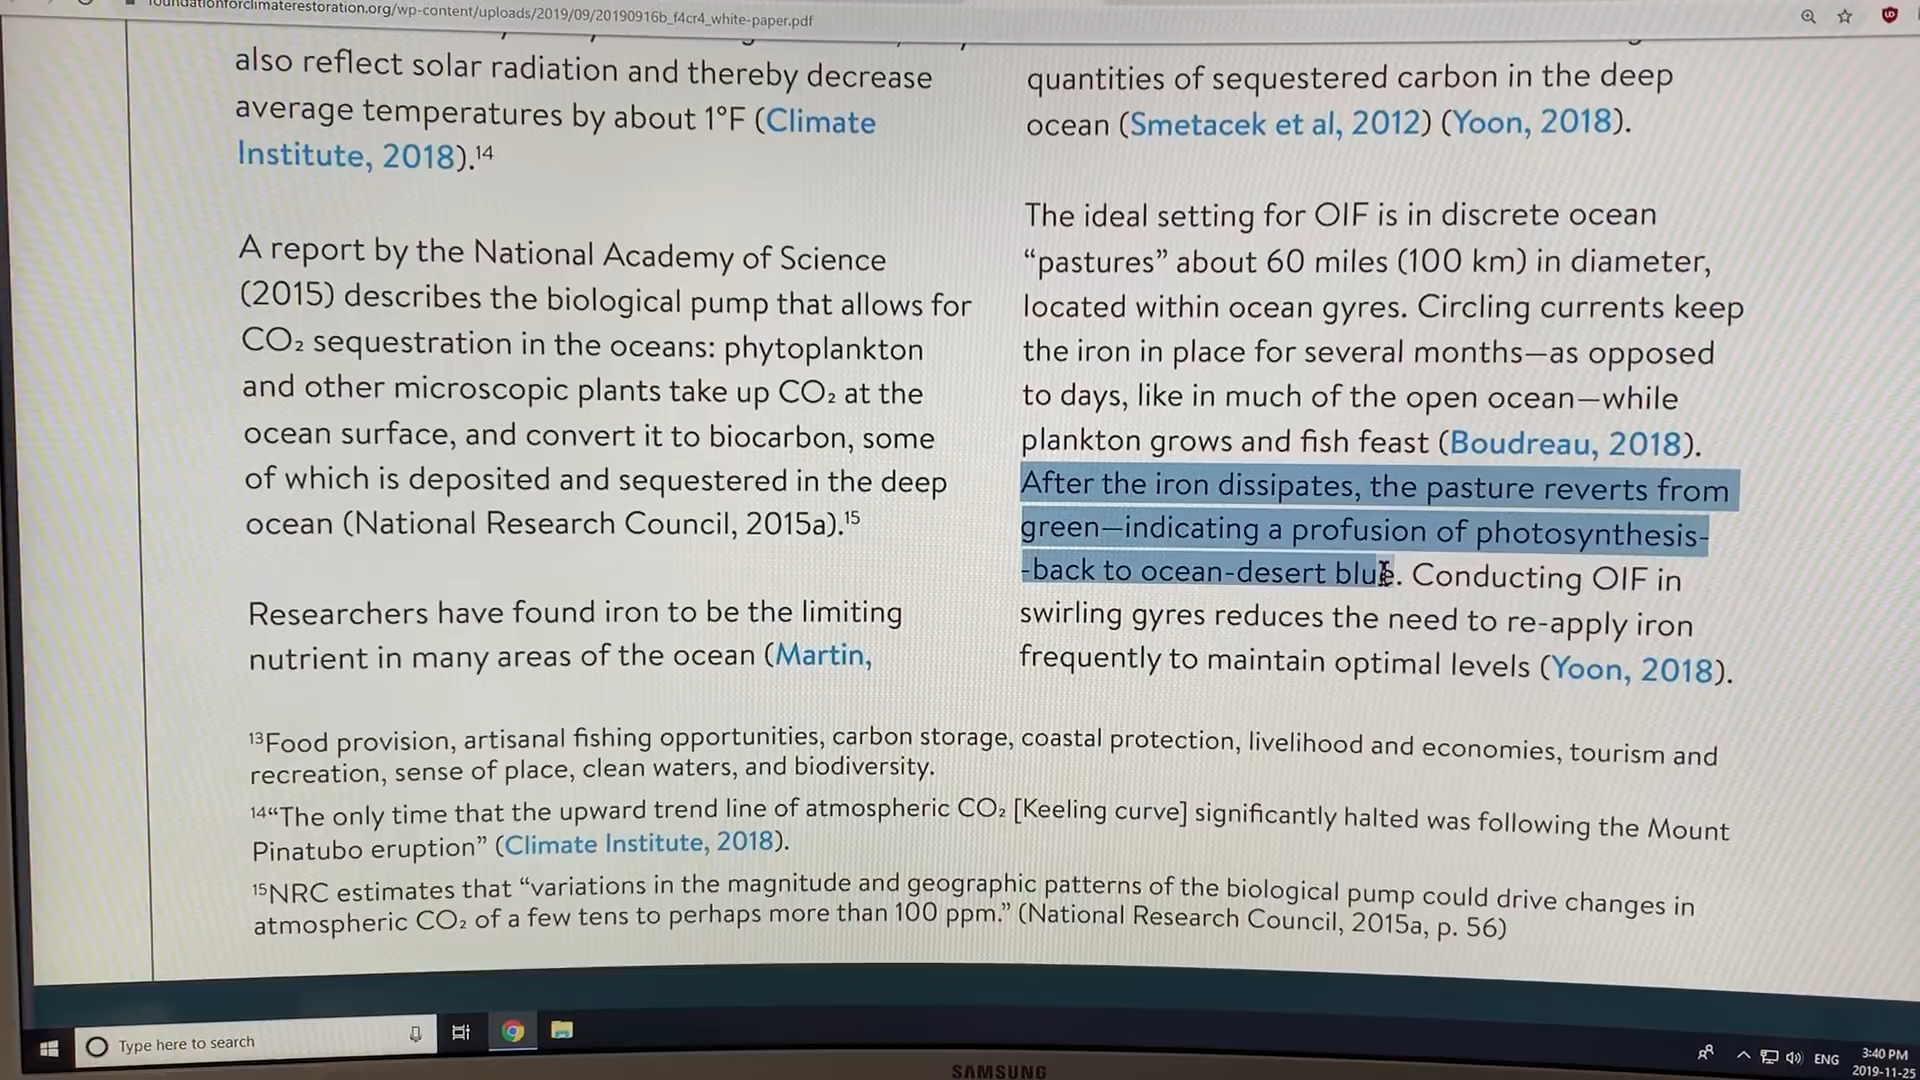 foundationforclimaterestoration.org/wp-content/uploads/2019/09/20190916b_f4cr4_white-paper.pdf
also reflect solar radiation and thereby decrease
average temperatures by about 1°F (Climate
Institute, 2018).¹⁴
A report by the National Academy of Science
(2015) describes the biological pump that allows for
CO₂ sequestration in the oceans: phytoplankton
and other microscopic plants take up CO₂ at the
ocean surface, and convert it to biocarbon, some
of which is deposited and sequestered in the deep
ocean (National Research Council, 2015a).¹⁵
Researchers have found iron to be the limiting
nutrient in many areas of the ocean (Martin,
quantities of sequestered carbon in the deep
ocean (Smetacek et al, 2012) (Yoon, 2018).
The ideal setting for OIF is in discrete ocean
“pastures” about 60 miles (100 km) in diameter,
located within ocean gyres. Circling currents keep
the iron in place for several months—as opposed
to days, like in much of the open ocean—while
plankton grows and fish feast (Boudreau, 2018).
After the iron dissipates, the pasture reverts from
green—indicating a profusion of photosynthesis-
-back to ocean-desert blue. Conducting OIF in
swirling gyres reduces the need to re-apply iron
frequently to maintain optimal levels (Yoon, 2018).
¹³Food provision, artisanal fishing opportunities, carbon storage, coastal protection, livelihood and economies, tourism and
recreation, sense of place, clean waters, and biodiversity.
¹⁴“The only time that the upward trend line of atmospheric CO₂ [Keeling curve] significantly halted was following the Mount
Pinatubo eruption” (Climate Institute, 2018).
¹⁵NRC estimates that “variations in the magnitude and geographic patterns of the biological pump could drive changes in
atmospheric CO₂ of a few tens to perhaps more than 100 ppm.” (National Research Council, 2015a, p. 56)
Type here to search
ENG
3:40 PM
2019-11-25
SAMSUNG